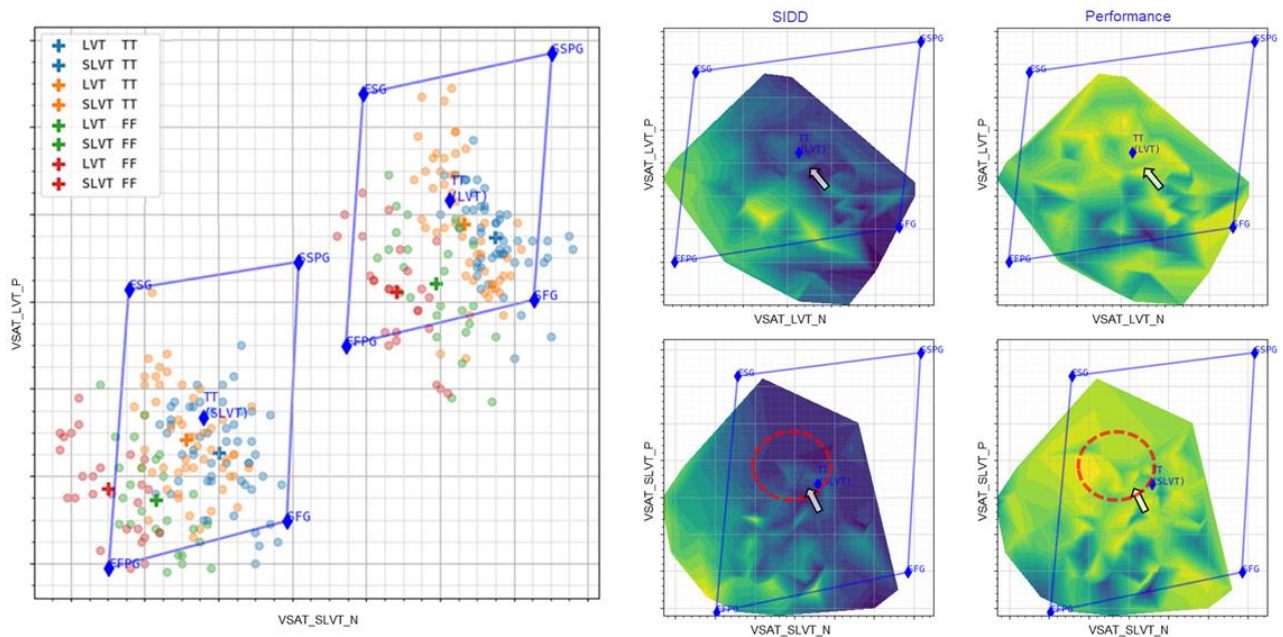 LVT TT
SLVT TT
LVT TT
SLVT TT
LVT FF
SLVT FF
LVT FF
SLVT FF
SSPG
FSG
TT
(LVT)
SFG
FFPG
SSPG
FSG
TT
(SLVT)
SFG
FFPG
VSAT_LVT_P
VSAT_SLVT_N
SIDD
SSPG
FSG
TT
(LVT)
SFG
FFPG
VSAT_LVT_P
VSAT_LVT_N
Performance
SSPG
FSG
TT
(LVT)
SFG
FFPG
VSAT_LVT_P
VSAT_LVT_N
SSPG
FSG
TT
(SLVT)
SFG
FFPG
VSAT_SLVT_P
VSAT_SLVT_N
SSPG
FSG
TT
(SLVT)
SFG
FFPG
VSAT_SLVT_P
VSAT_SLVT_N